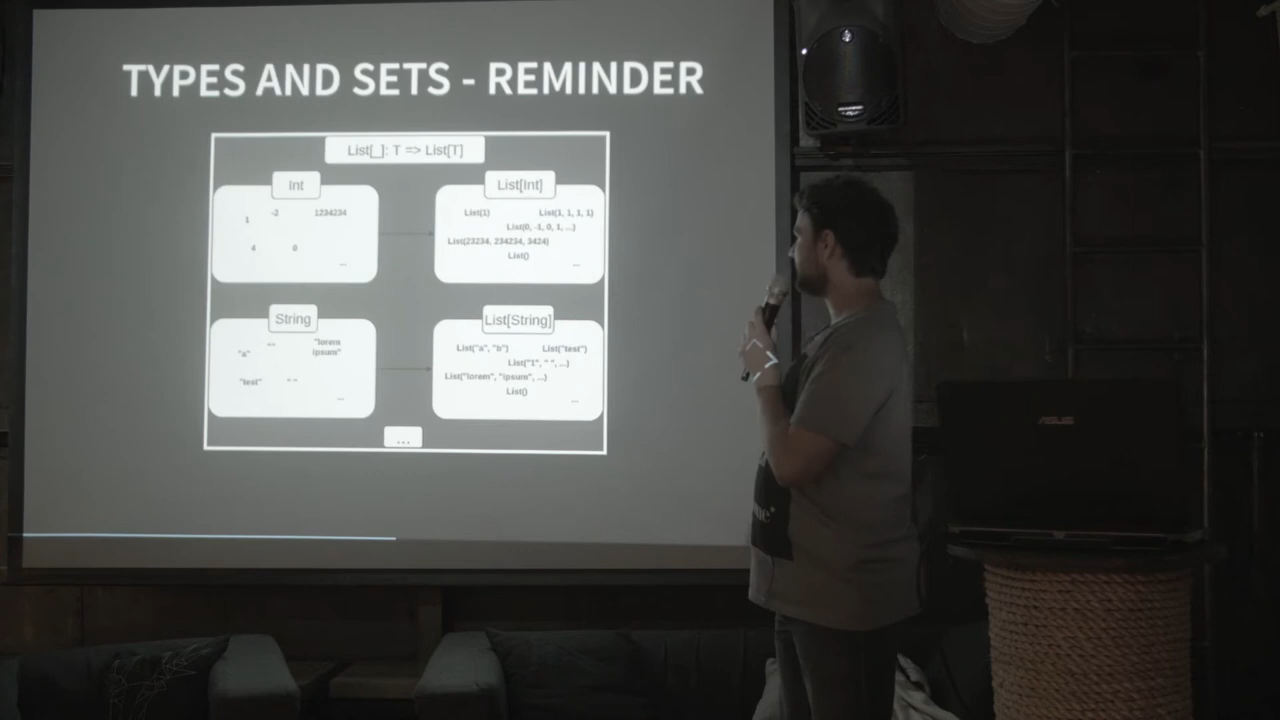 TYPES AND SETS - REMINDER
List[_]: T => List[T]
Int
-2
1234234
1
4
0
...
List[Int]
List(1)
List(1, 1, 1, 1)
List(0, -1, 0, 1, ...)
List(23234, 234234, 3424)
List()
...
String
""
"lorem
ipsum"
"a"
"test"
" "
...
List[String]
List("a", "b")
List("test")
List("1", " ", ...)
List("lorem", "ipsum", ...)
List()
...
...
ASUS